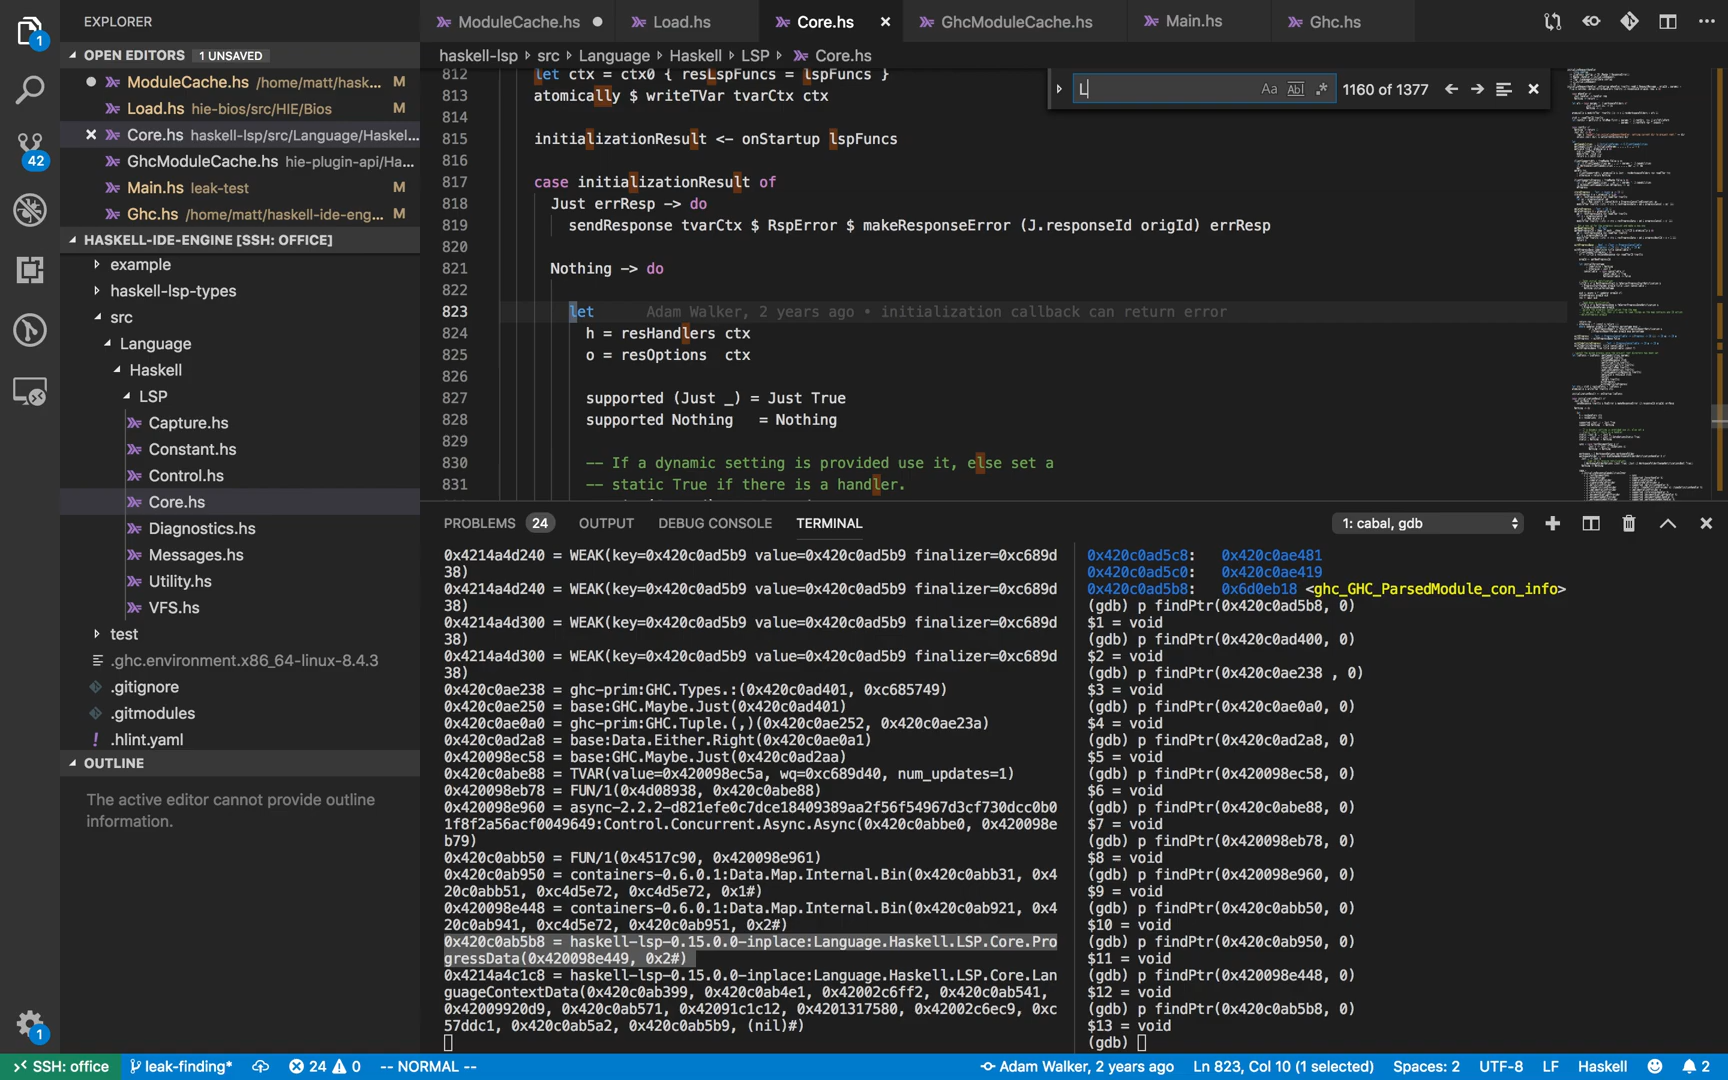 EXPLORER
OPEN EDITORS 1 UNSAVED
ModuleCache.hs /home/matt/hask... M
Load.hs hie-bios/src/HIE/Bios M
Core.hs haskell-lsp/src/Language/Haskel...
GhcModuleCache.hs hie-plugin-api/Ha...
Main.hs leak-test M
Ghc.hs /home/matt/haskell-ide-eng... M
HASKELL-IDE-ENGINE [SSH: OFFICE]
example
haskell-lsp-types
src
Language
Haskell
LSP
Capture.hs
Constant.hs
Control.hs
Core.hs
Diagnostics.hs
Messages.hs
Utility.hs
VFS.hs
test
.ghc.environment.x86_64-linux-8.4.3
.gitignore
.gitmodules
.hlint.yaml
OUTLINE
The active editor cannot provide outline
information.
1
42
1
ModuleCache.hs Load.hs Core.hs GhcModuleCache.hs Main.hs Ghc.hs
haskell-lsp src Language Haskell LSP Core.hs
L Aa Abl .* 1160 of 1377
812 let ctx = ctx0 { resLspFuncs = lspFuncs }
813 atomically $ writeTVar tvarCtx ctx
814
815 initializationResult <- onStartup lspFuncs
816
817 case initializationResult of
818 Just errResp -> do
819 sendResponse tvarCtx $ RspError $ makeResponseError (J.responseId origId) errResp
820
821 Nothing -> do
822
823 let Adam Walker, 2 years ago • initialization callback can return error
824 h = resHandlers ctx
825 o = resOptions ctx
826
827 supported (Just _) = Just True
828 supported Nothing = Nothing
829
830 -- If a dynamic setting is provided use it, else set a
831 -- static True if there is a handler.
PROBLEMS 24 OUTPUT DEBUG CONSOLE TERMINAL 1: cabal, gdb
0x4214a4d240 = WEAK(key=0x420c0ad5b9 value=0x420c0ad5b9 finalizer=0xc689d
38)
0x4214a4d240 = WEAK(key=0x420c0ad5b9 value=0x420c0ad5b9 finalizer=0xc689d
38)
0x4214a4d300 = WEAK(key=0x420c0ad5b9 value=0x420c0ad5b9 finalizer=0xc689d
38)
0x4214a4d300 = WEAK(key=0x420c0ad5b9 value=0x420c0ad5b9 finalizer=0xc689d
38)
0x420c0ae238 = ghc-prim:GHC.Types.:(0x420c0ad401, 0xc685749)
0x420c0ae250 = base:GHC.Maybe.Just(0x420c0ad401)
0x420c0ae0a0 = ghc-prim:GHC.Tuple.(,)(0x420c0ae252, 0x420c0ae23a)
0x420c0ad2a8 = base:Data.Either.Right(0x420c0ae0a1)
0x420098ec58 = base:GHC.Maybe.Just(0x420c0ad2aa)
0x420c0abe88 = TVAR(value=0x420098ec5a, wq=0xc689d40, num_updates=1)
0x420098eb78 = FUN/1(0x4d08938, 0x420c0abe88)
0x420098e960 = async-2.2.2-d821efe0c7dce18409389aa2f56f54967d3cf730dcc0b0
1f8f2a56acf0049649:Control.Concurrent.Async.Async(0x420c0abbe0, 0x420098e
b79)
0x420c0abb50 = FUN/1(0x4517c90, 0x420098e961)
0x420c0ab950 = containers-0.6.0.1:Data.Map.Internal.Bin(0x420c0abb31, 0x4
20c0abb51, 0xc4d5e72, 0xc4d5e72, 0x1#)
0x420098e448 = containers-0.6.0.1:Data.Map.Internal.Bin(0x420c0ab921, 0x4
20c0ab941, 0xc4d5e72, 0x420c0ab951, 0x2#)
0x420c0ab5b8 = haskell-lsp-0.15.0.0-inplace:Language.Haskell.LSP.Core.Pro
gressData(0x420098e449, 0x2#)
0x4214a4c1c8 = haskell-lsp-0.15.0.0-inplace:Language.Haskell.LSP.Core.Lan
guageContextData(0x420c0ab399, 0x420c0ab4e1, 0x42002c6ff2, 0x420c0ab541,
0x42009920d9, 0x420c0ab571, 0x42091c1c12, 0x4201317580, 0x42002c6ec9, 0xc
57ddc1, 0x420c0ab5a2, 0x420c0ab5b9, (nil)#)
0x420c0ad5c8: 0x420c0ae481
0x420c0ad5c0: 0x420c0ae419
0x420c0ad5b8: 0x6d0eb18 <ghc_GHC_ParsedModule_con_info>
(gdb) p findPtr(0x420c0ad5b8, 0)
$1 = void
(gdb) p findPtr(0x420c0ad400, 0)
$2 = void
(gdb) p findPtr(0x420c0ae238 , 0)
$3 = void
(gdb) p findPtr(0x420c0ae0a0, 0)
$4 = void
(gdb) p findPtr(0x420c0ad2a8, 0)
$5 = void
(gdb) p findPtr(0x420098ec58, 0)
$6 = void
(gdb) p findPtr(0x420c0abe88, 0)
$7 = void
(gdb) p findPtr(0x420098eb78, 0)
$8 = void
(gdb) p findPtr(0x420098e960, 0)
$9 = void
(gdb) p findPtr(0x420c0abb50, 0)
$10 = void
(gdb) p findPtr(0x420c0ab950, 0)
$11 = void
(gdb) p findPtr(0x420098e448, 0)
$12 = void
(gdb) p findPtr(0x420c0ab5b8, 0)
$13 = void
(gdb)
SSH: office leak-finding* 24 0 -- NORMAL -- Adam Walker, 2 years ago Ln 823, Col 10 (1 selected) Spaces: 2 UTF-8 LF Haskell 2